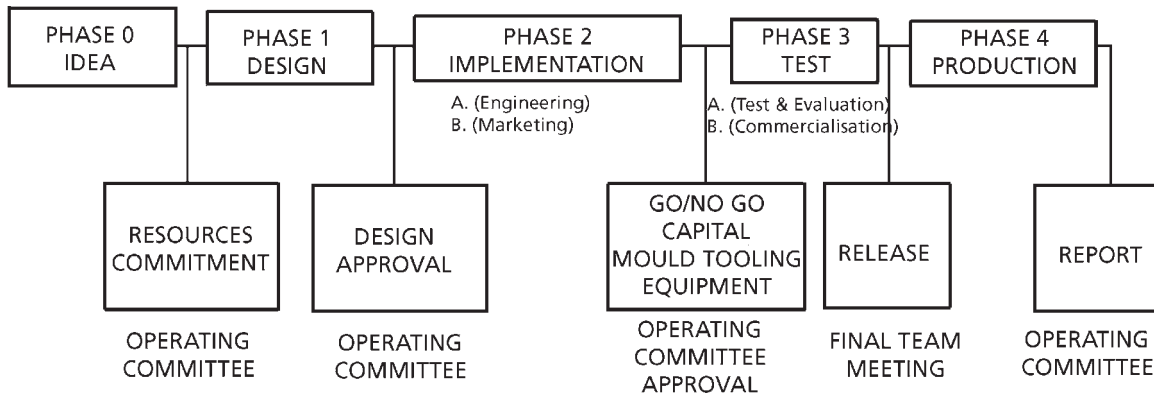 PHASE 0
IDEA
PHASE 1
DESIGN
PHASE 2
IMPLEMENTATION
PHASE 3
TEST
PHASE 4
PRODUCTION
A. (Engineering)
B. (Marketing)
A. (Test & Evaluation)
B. (Commercialisation)
RESOURCES
COMMITMENT
DESIGN
APPROVAL
GO/NO GO
CAPITAL
MOULD TOOLING
EQUIPMENT
RELEASE
REPORT
OPERATING
COMMITTEE
OPERATING
COMMITTEE
OPERATING
COMMITTEE
APPROVAL
FINAL TEAM
MEETING
OPERATING
COMMITTEE